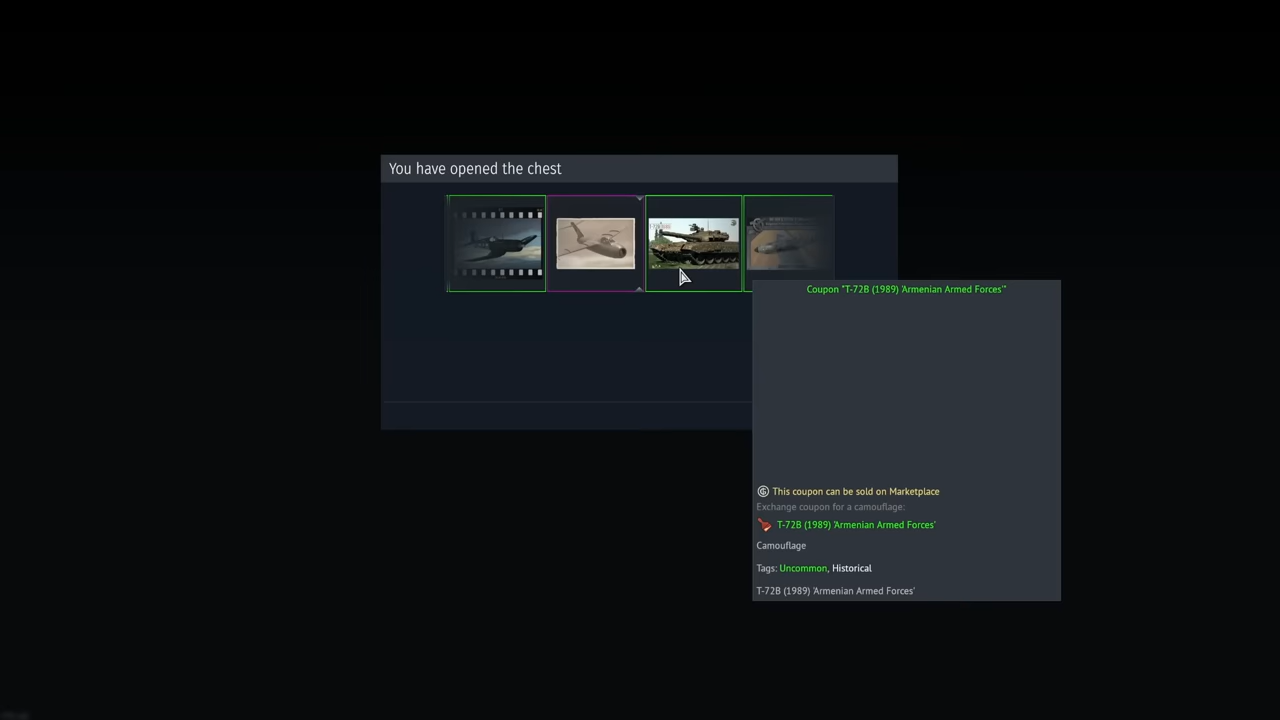 You have opened the chest
Coupon "T-72B (1989) 'Armenian Armed Forces'"
This coupon can be sold on Marketplace
Exchange coupon for a camouflage:
T-72B (1989) 'Armenian Armed Forces'
Camouflage
Tags: Uncommon, Historical
T-72B (1989) 'Armenian Armed Forces'